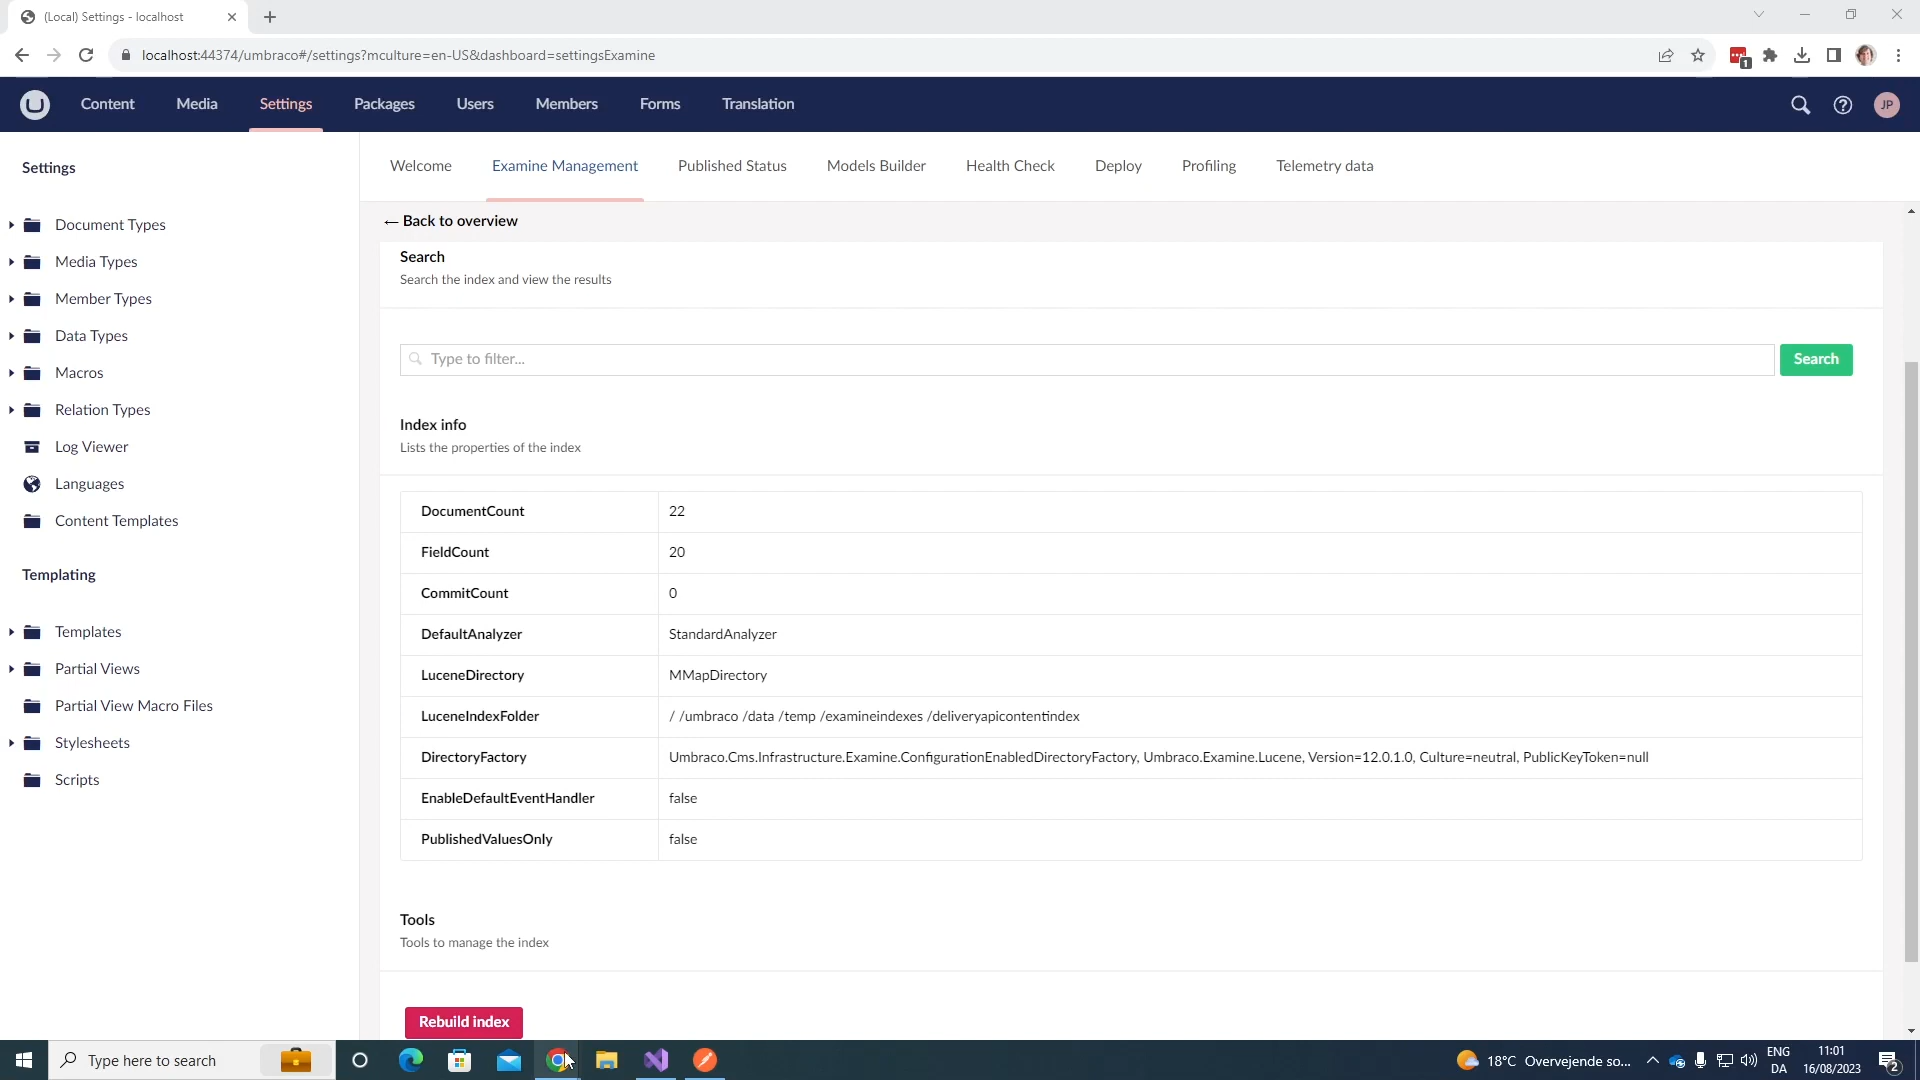 (Local) Settings - localhost
localhost:44374/umbraco#/settings?mculture=en-US&dashboard=settingsExamine
1
Content Media Settings Packages Users Members Forms Translation
JP
Settings
Document Types
Media Types
Member Types
Data Types
Macros
Relation Types
Log Viewer
Languages
Content Templates
Templating
Templates
Partial Views
Partial View Macro Files
Stylesheets
Scripts
Welcome Examine Management Published Status Models Builder Health Check Deploy Profiling Telemetry data
← Back to overview
Search
Search the index and view the results
Type to filter... Search
Index info
Lists the properties of the index
DocumentCount 22
FieldCount 20
CommitCount 0
DefaultAnalyzer StandardAnalyzer
LuceneDirectory MMapDirectory
LuceneIndexFolder / /umbraco /data /temp /examineindexes /deliveryapicontentindex
DirectoryFactory Umbraco.Cms.Infrastructure.Examine.ConfigurationEnabledDirectoryFactory, Umbraco.Examine.Lucene, Version=12.0.1.0, Culture=neutral, PublicKeyToken=null
EnableDefaultEventHandler false
PublishedValuesOnly false
Tools
Tools to manage the index
Rebuild index
Type here to search
18°C Overvejende so...
ENG
DA
11:01
16/08/2023
2